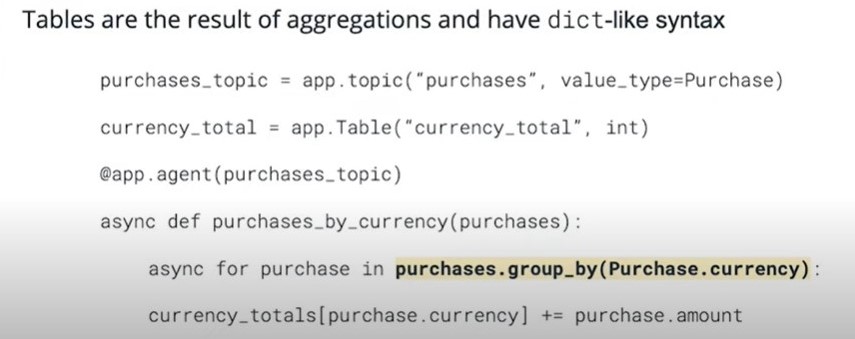 Tables are the result of aggregations and have dict-like syntax
purchases_topic = app.topic("purchases", value_type=Purchase)
currency_total = app.Table("currency_total", int)
@app.agent(purchases_topic)
async def purchases_by_currency(purchases):
    async for purchase in purchases.group_by(Purchase.currency):
    currency_totals[purchase.currency] += purchase.amount